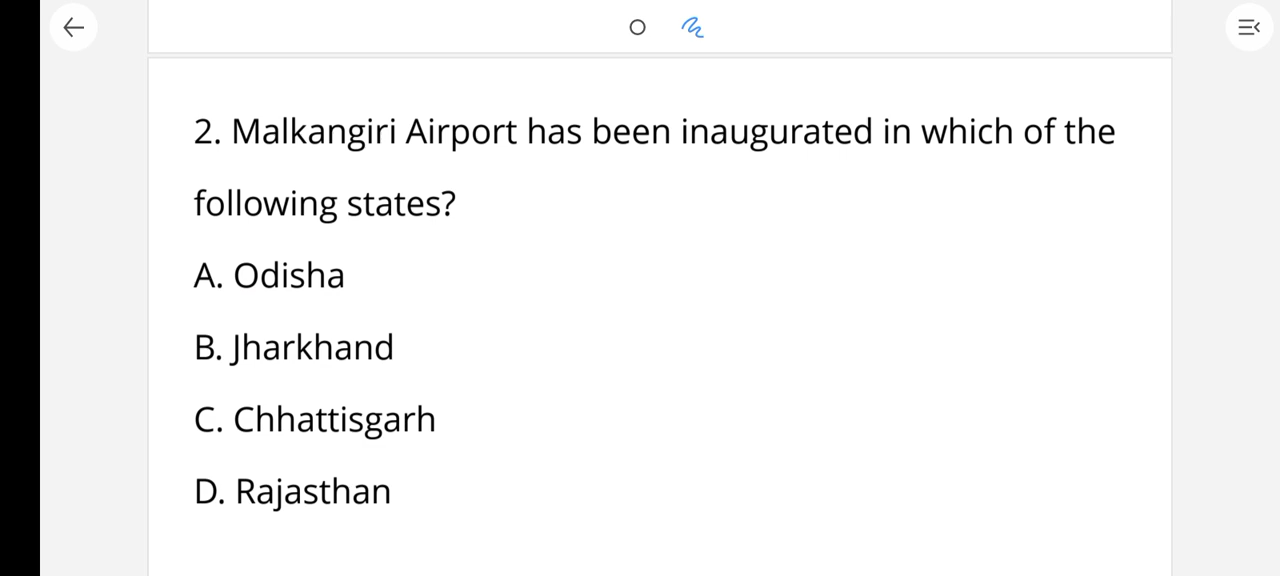 2. Malkangiri Airport has been inaugurated in which of the
following states?
A. Odisha
B. Jharkhand
C. Chhattisgarh
D. Rajasthan